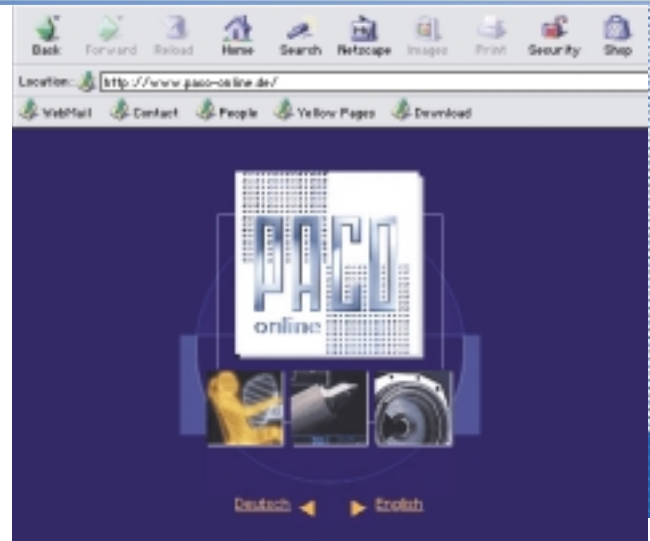 Back Forward Reload Home Search Netscape Images Print Security Shop
Location: http://www.paco-online.de/
WebMail Contact People Yellow Pages Download
PACO
online
Deutsch English